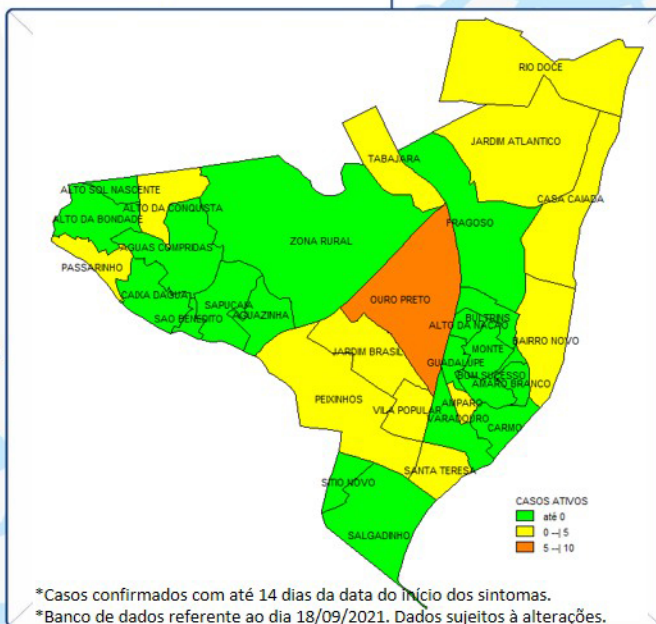 RIO DOCE
JARDIM ATLANTICO
TABAJARA
CASA CAIADA
ALTO SOL NASCENTE
ALTO DA CONQUISTA
ALTO DA BONDADE
FRAGOSO
ZONA RURAL
AGUAS COMPRIDAS
PASSARINHO
CAIXA DAGUA
OURO PRETO
SAPUCAIA
AGUAZINHA
SAO BENEDITO
BULTRINS
ALTO DA NACAO
BAIRRO NOVO
JARDIM BRASIL
MONTE
GUADALUPE
BOM SUCESSO
AMARO BRANCO
PEIXINHOS
VILA POPULAR
AMPARO
VARADOURO
CARMO
SANTA TERESA
SITIO NOVO
SALGADINHO
CASOS ATIVOS
até 0
0 --| 5
5 --| 10
*Casos confirmados com até 14 dias da data do início dos sintomas.
*Banco de dados referente ao dia 18/09/2021. Dados sujeitos à alterações.